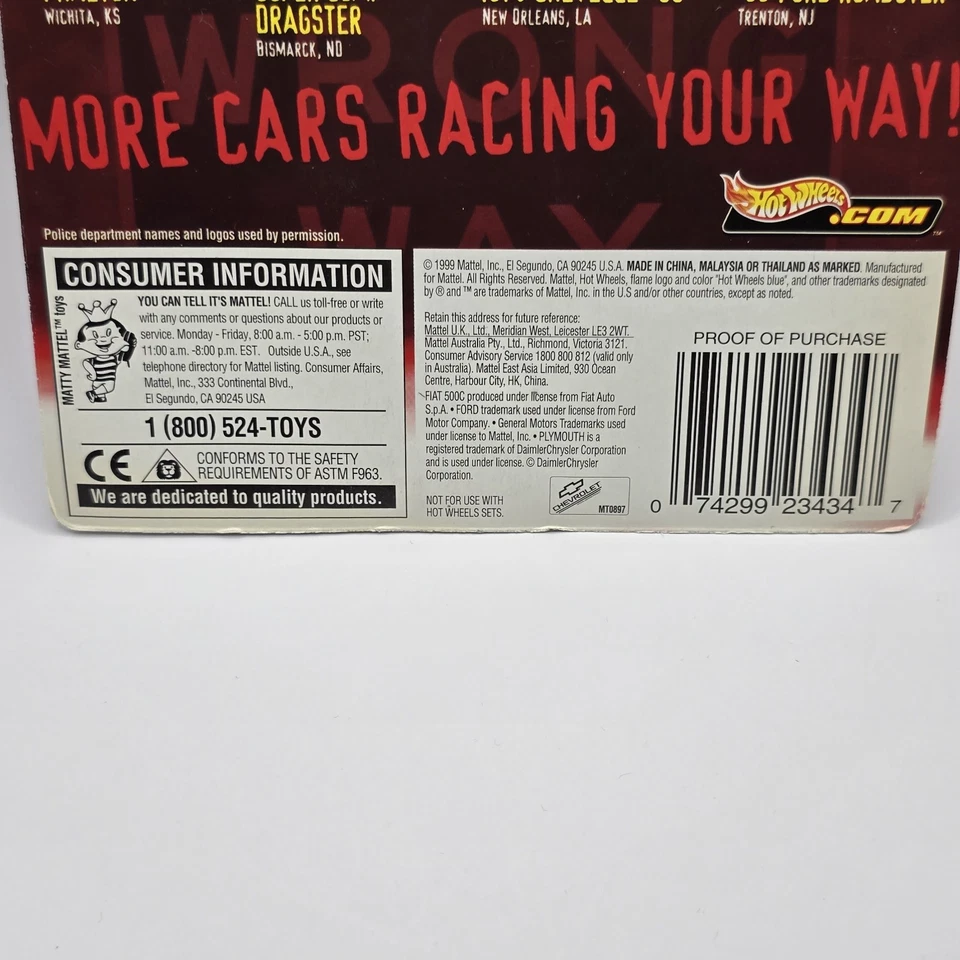 DRAGSTER
WICHITA, KS
BISMARCK, ND
NEW ORLEANS, LA
TRENTON, NJ
WRONG
WAY
MORE CARS RACING YOUR WAY!
HOT WHEELS
.COM™
Police department names and logos used by permission.
CONSUMER INFORMATION
MATTY MATTEL™ toys
YOU CAN TELL IT'S MATTEL! CALL us toll-free or write
with any comments or questions about our products or
service. Monday - Friday, 8:00 a.m. - 5:00 p.m. PST;
11:00 a.m. -8:00 p.m. EST. Outside U.S.A., see
telephone directory for Mattel listing. Consumer Affairs,
Mattel, Inc., 333 Continental Blvd.,
El Segundo, CA 90245 USA
1 (800) 524-TOYS
CE
CONFORMS TO THE SAFETY
REQUIREMENTS OF ASTM F963.
We are dedicated to quality products.
© 1999 Mattel, Inc., El Segundo, CA 90245 U.S.A. MADE IN CHINA, MALAYSIA OR THAILAND AS MARKED. Manufactured
for Mattel. All Rights Reserved. Mattel, Hot Wheels, flame logo and color "Hot Wheels blue", and other trademarks designated
by ® and ™ are trademarks of Mattel, Inc. in the U.S and/or other countries, except as noted.
Retain this address for future reference:
Mattel U.K., Ltd., Meridian West, Leicester LE3 2WT.
Mattel Australia Pty., Ltd., Richmond, Victoria 3121.
Consumer Advisory Service 1800 800 812 (valid only
in Australia). Mattel East Asia Limited, 930 Ocean
Centre, Harbour City, HK, China.
FIAT 500C produced under license from Fiat Auto
S.p.A. • FORD trademark used under license from Ford
Motor Company. • General Motors Trademarks used
under license to Mattel, Inc. • PLYMOUTH is a
registered trademark of DaimlerChrysler Corporation
and is used under license. © DaimlerChrysler
Corporation.
NOT FOR USE WITH
HOT WHEELS SETS.
CHEVROLET
MT0897
PROOF OF PURCHASE
0 74299 23434 7